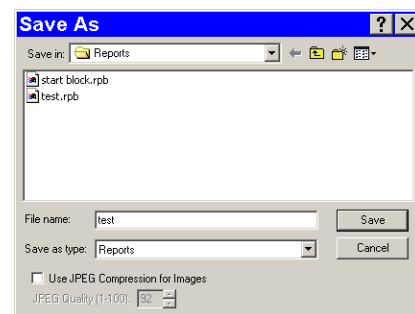 Save As
Save in: Reports
start block.rpb
test.rpb
File name: test Save
Save as type: Reports Cancel
Use JPEG Compression for Images
JPEG Quality (1-100): 92